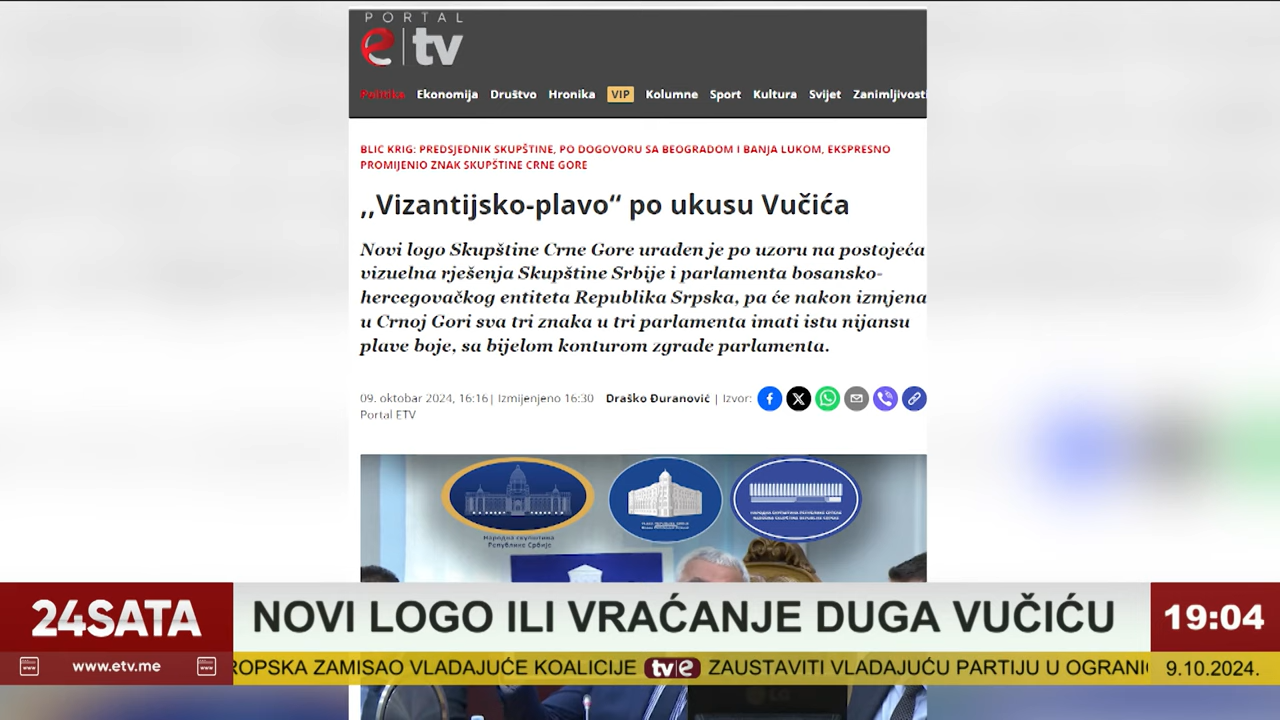 PORTAL
e|tv
Politika Ekonomija Društvo Hronika VIP Kolumne Sport Kultura Svijet Zanimljivosti
BLIC KRIG: PREDSJEDNIK SKUPŠTINE, PO DOGOVORU SA BEOGRADOM I BANJA LUKOM, EKSPRESNO
PROMIJENIO ZNAK SKUPŠTINE CRNE GORE
,,Vizantijsko-plavo“ po ukusu Vučića
Novi logo Skupštine Crne Gore urađen je po uzoru na postojeća
vizuelna rješenja Skupštine Srbije i parlamenta bosansko-
hercegovačkog entiteta Republika Srpska, pa će nakon izmjena
u Crnoj Gori sva tri znaka u tri parlamenta imati istu nijansu
plave boje, sa bijelom konturom zgrade parlamenta.
09. oktobar 2024, 16:16| Izmijenjeno 16:30 Draško Đuranović | Izvor:
Portal ETV
Народна скупштина
Републике Србије
24SATA
NOVI LOGO ILI VRAĆANJE DUGA VUČIĆU
19:04
www www.etv.me www
ROPSKA ZAMISAO VLADAJUĆE KOALICIJE tv|e ZAUSTAVITI VLADAJUĆU PARTIJU U OGRANI
9.10.2024.
LG